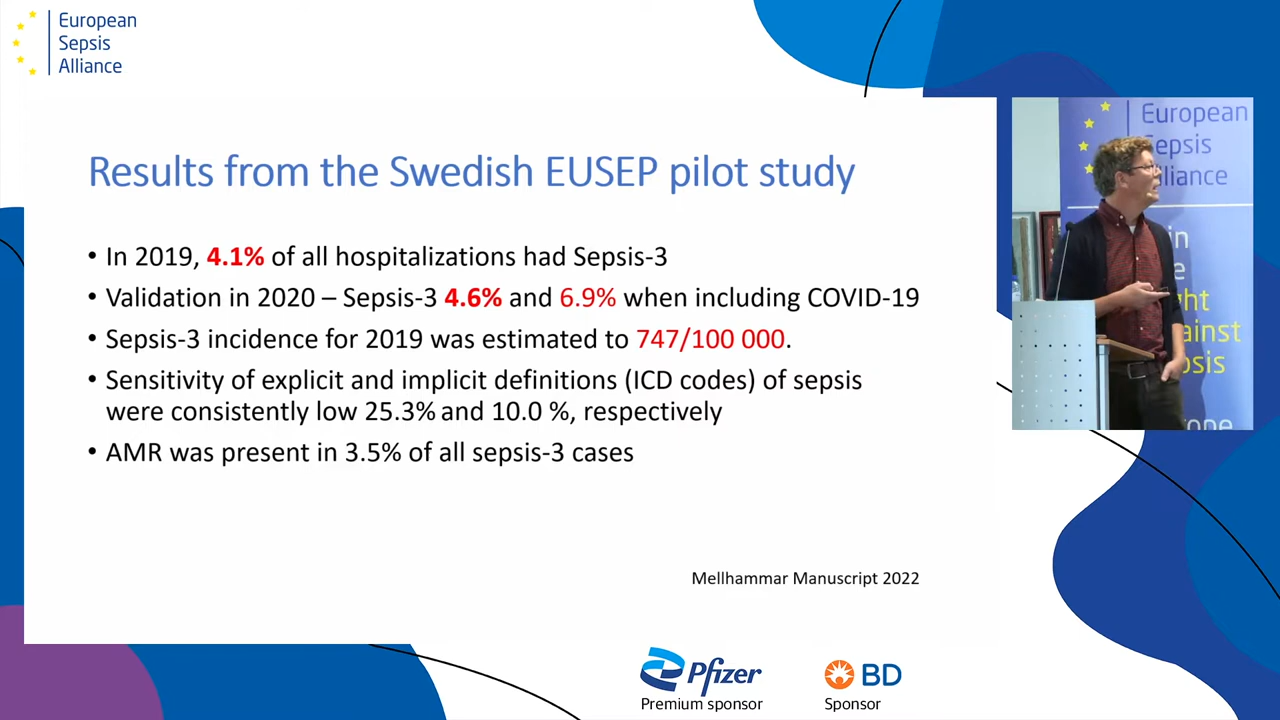 European
Sepsis
Alliance
Results from the Swedish EUSEP pilot study
• In 2019, 4.1% of all hospitalizations had Sepsis-3
• Validation in 2020 – Sepsis-3 4.6% and 6.9% when including COVID-19
• Sepsis-3 incidence for 2019 was estimated to 747/100 000.
• Sensitivity of explicit and implicit definitions (ICD codes) of sepsis
were consistently low 25.3% and 10.0 %, respectively
• AMR was present in 3.5% of all sepsis-3 cases
Mellhammar Manuscript 2022
European
Pfizer
Premium sponsor
BD
Sponsor